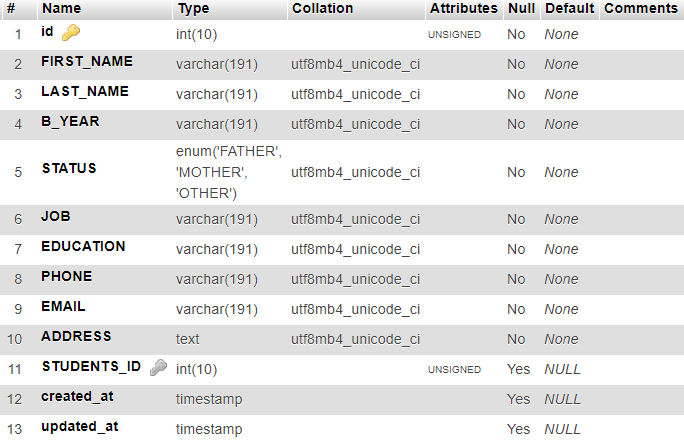 # Name Type Collation Attributes Null Default Comments
1 id int(10) UNSIGNED No None
2 FIRST_NAME varchar(191) utf8mb4_unicode_ci No None
3 LAST_NAME varchar(191) utf8mb4_unicode_ci No None
4 B_YEAR varchar(191) utf8mb4_unicode_ci No None
enum('FATHER',
5 STATUS 'MOTHER', utf8mb4_unicode_ci No None
'OTHER')
6 JOB varchar(191) utf8mb4_unicode_ci No None
7 EDUCATION varchar(191) utf8mb4_unicode_ci No None
8 PHONE varchar(191) utf8mb4_unicode_ci No None
9 EMAIL varchar(191) utf8mb4_unicode_ci No None
10 ADDRESS text utf8mb4_unicode_ci No None
11 STUDENTS_ID int(10) UNSIGNED Yes NULL
12 created_at timestamp Yes NULL
13 updated_at timestamp Yes NULL